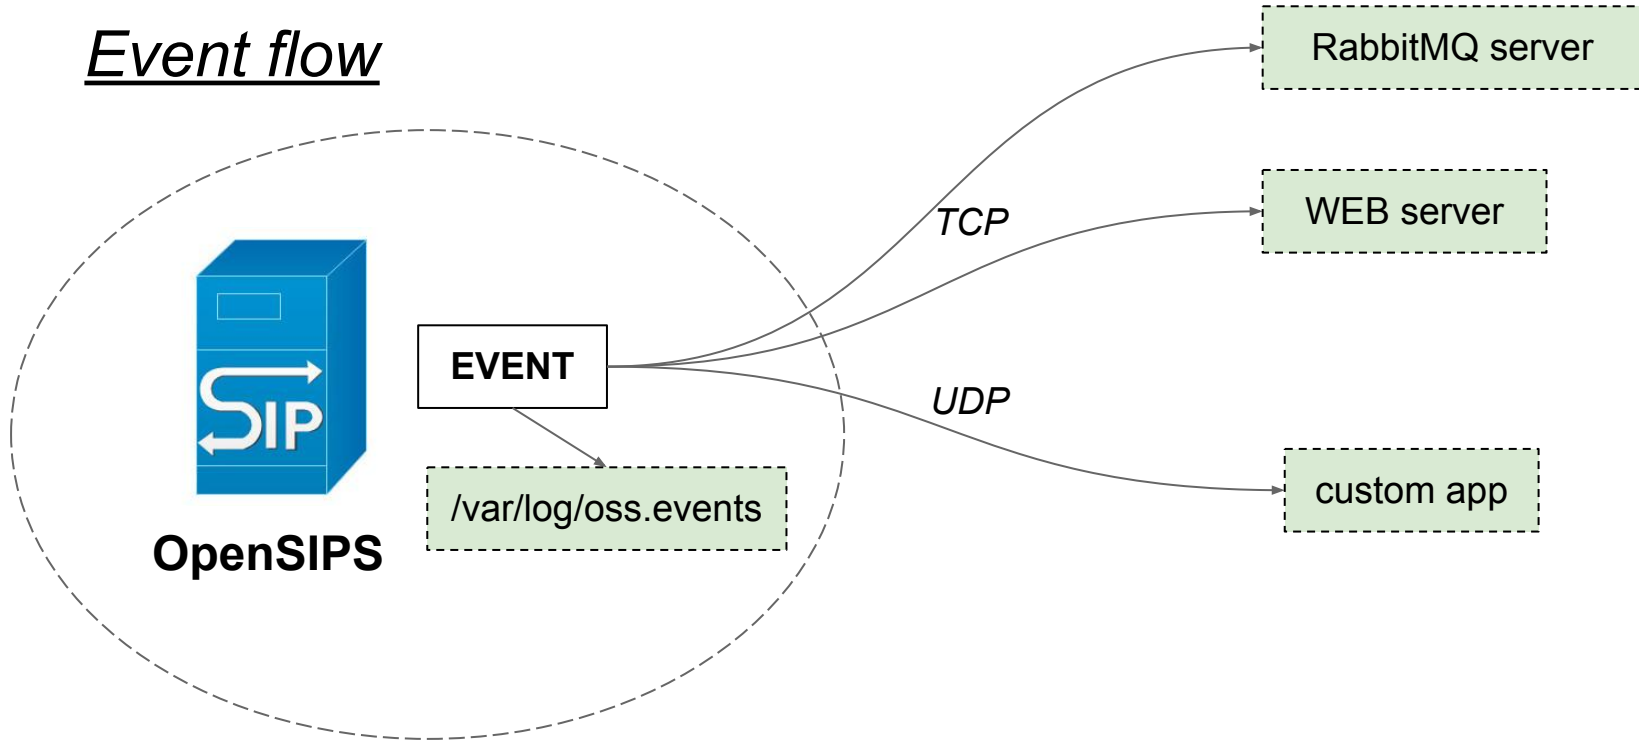 Event flow
RabbitMQ server
WEB server
TCP
EVENT
UDP
SIP
/var/log/oss.events
custom app
OpenSIPS